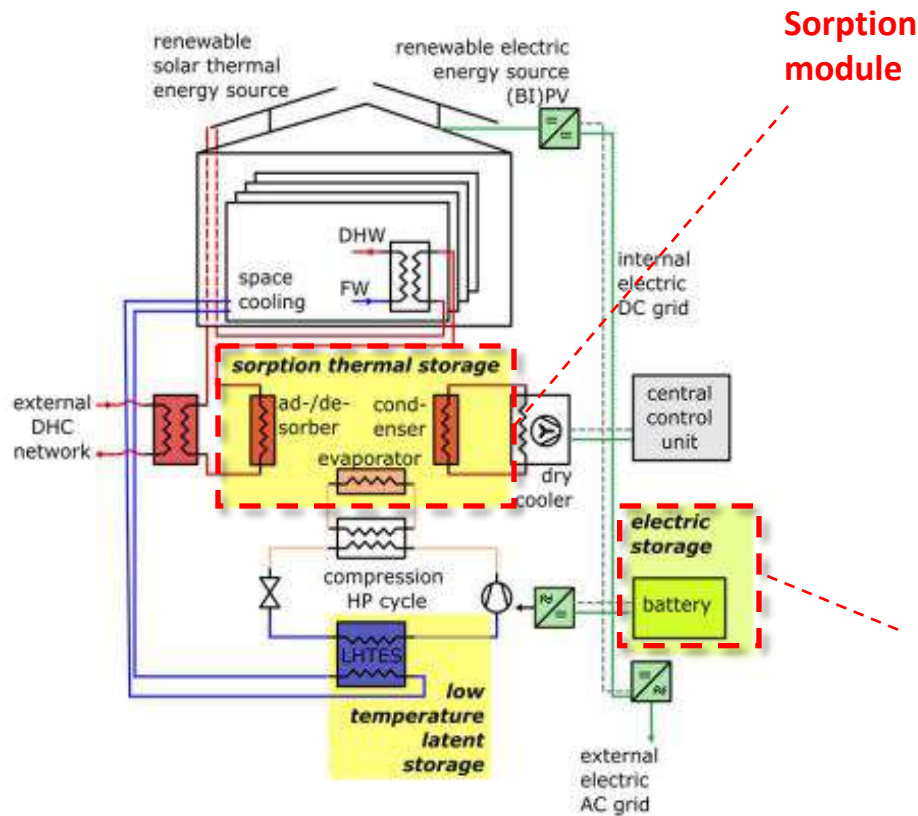 Sorption
module
renewable
solar thermal
energy source
renewable electric
energy source
(BI)PV
DHW
FW
space
cooling
internal
electric
DC grid
sorption thermal storage
external
DHC
network
ad-/de-
sorber
cond-
enser
evaporator
dry
cooler
central
control
unit
compression
HP cycle
electric
storage
battery
LHTES
low
temperature
latent
storage
external
electric
AC grid